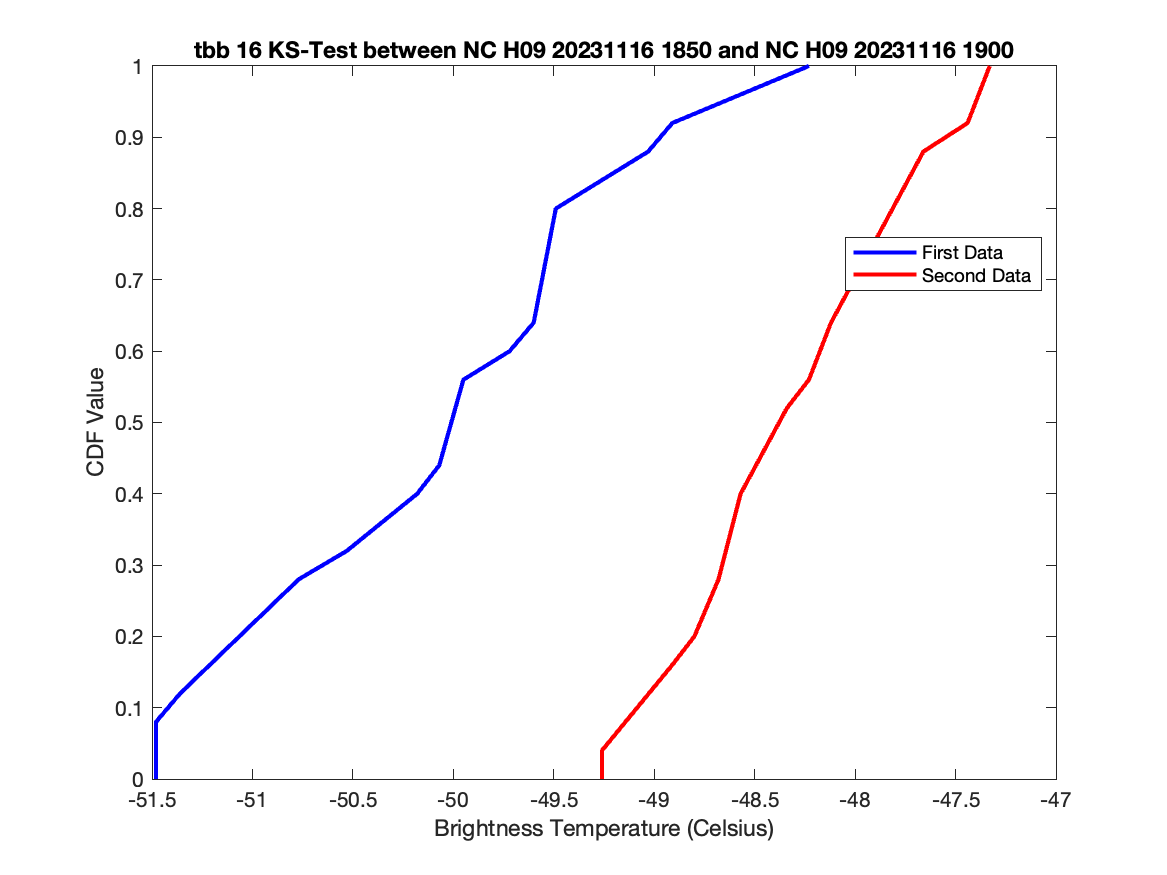 tbb 16 KS-Test between NC H09 20231116 1850 and NC H09 20231116 1900
1
0.9
0.8
0.7
0.6
0.5
0.4
0.3
0.2
0.1
0
CDF Value
First Data
Second Data
-51.5 -51 -50.5 -50 -49.5 -49 -48.5 -48 -47.5 -47
Brightness Temperature (Celsius)